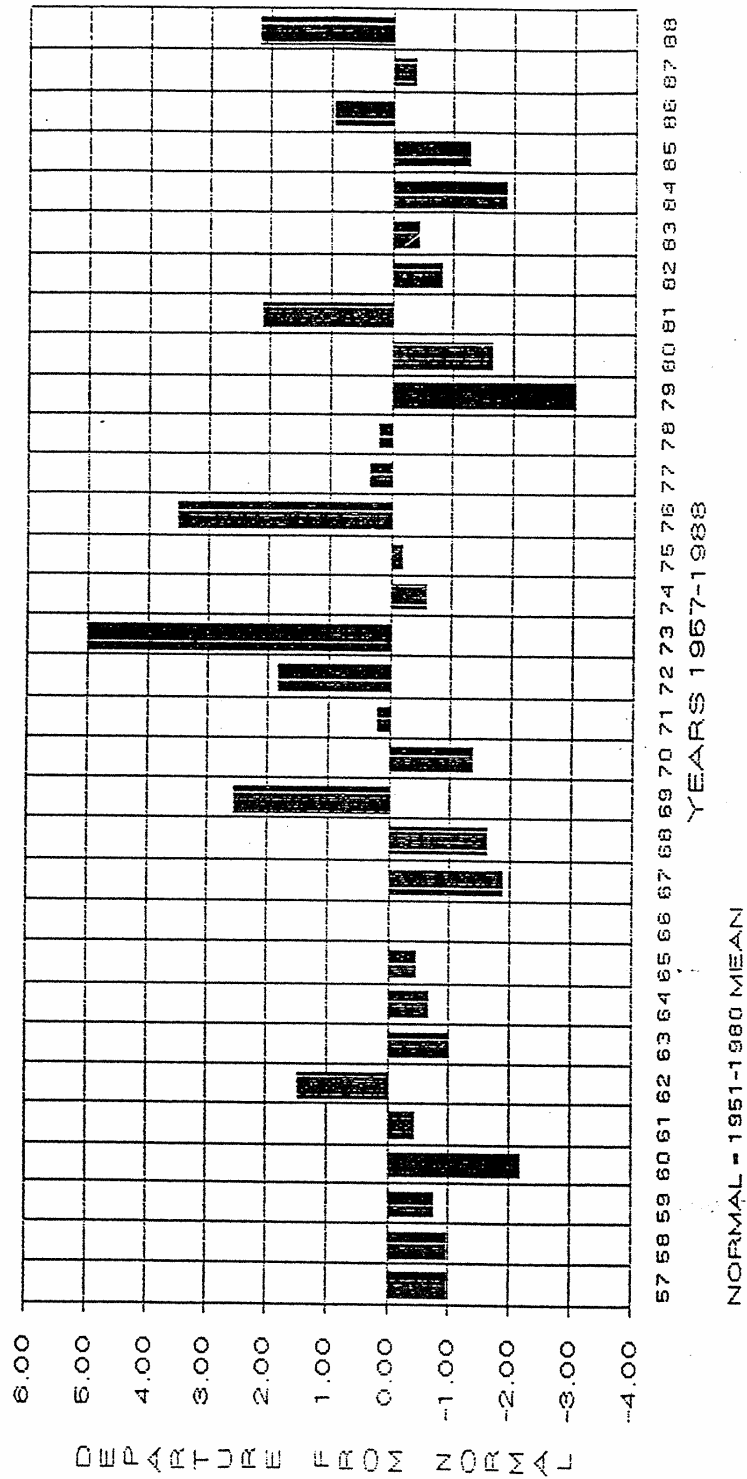 DEPARTURE FROM NORMAL
6.00
5.00
4.00
3.00
2.00
1.00
0.00
-1.00
-2.00
-3.00
-4.00
57 58 59 60 61 62 63 64 65 66 67 68 69 70 71 72 73 74 75 76 77 78 79 80 81 82 83 84 85 86 87 88
YEARS 1957-1988
NORMAL = 1951-1980 MEAN